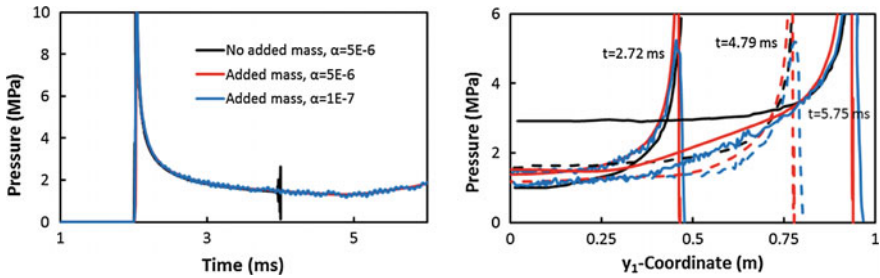 Pressure (MPa)
10
8
6
4
2
0
No added mass, α=5E-6
Added mass, α=5E-6
Added mass, α=1E-7
1
3
5
Time (ms)
Pressure (MPa)
6
4
2
0
t=2.72 ms
t=4.79 ms
t=5.75 ms
0
0.25
0.5
0.75
1
y₁-Coordinate (m)